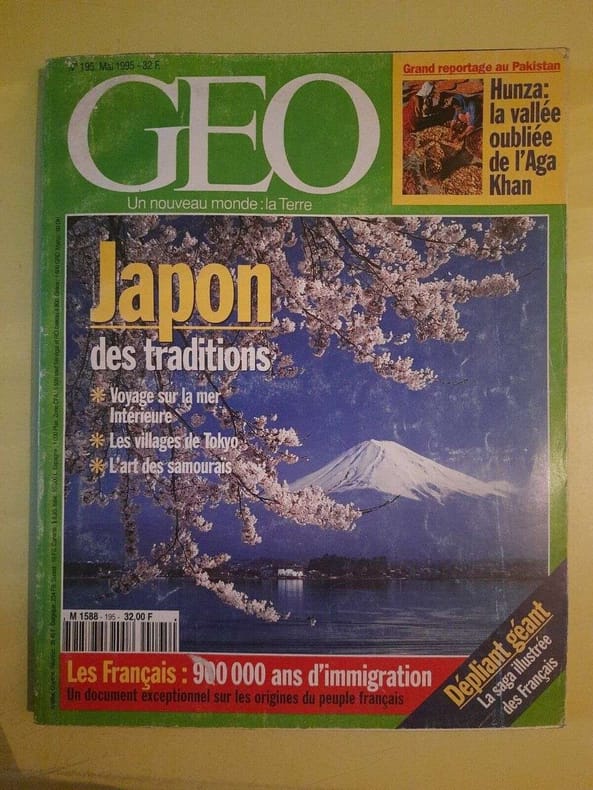 N° 195. Mai 1995 - 32 F.
GEO
Un nouveau monde : la Terre
Grand reportage au Pakistan
Hunza:
la vallée
oubliée
de l'Aga
Khan
Japon
des traditions
Voyage sur la mer
Intérieure
Les villages de Tokyo
L'art des samouraïs
M 1588 - 195 - 32,00 F
Les Français : 900 000 ans d'immigration
Un document exceptionnel sur les origines du peuple français
Dépliant géant
La saga illustrée
des Français